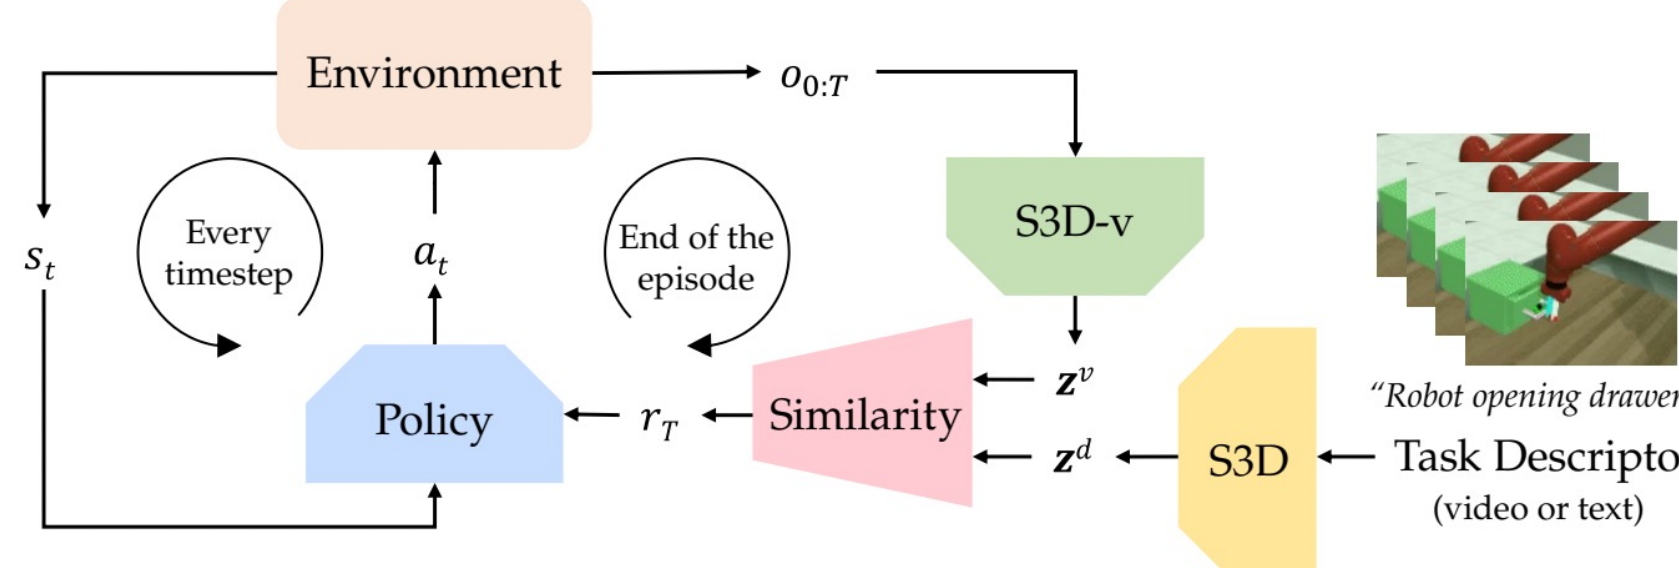 Environment
o0:T
S3D-v
Every
timestep
End of the
episode
st
at
zv
"Robot opening drawer
Policy
rT
Similarity
zd
S3D
Task Descripto
(video or text)